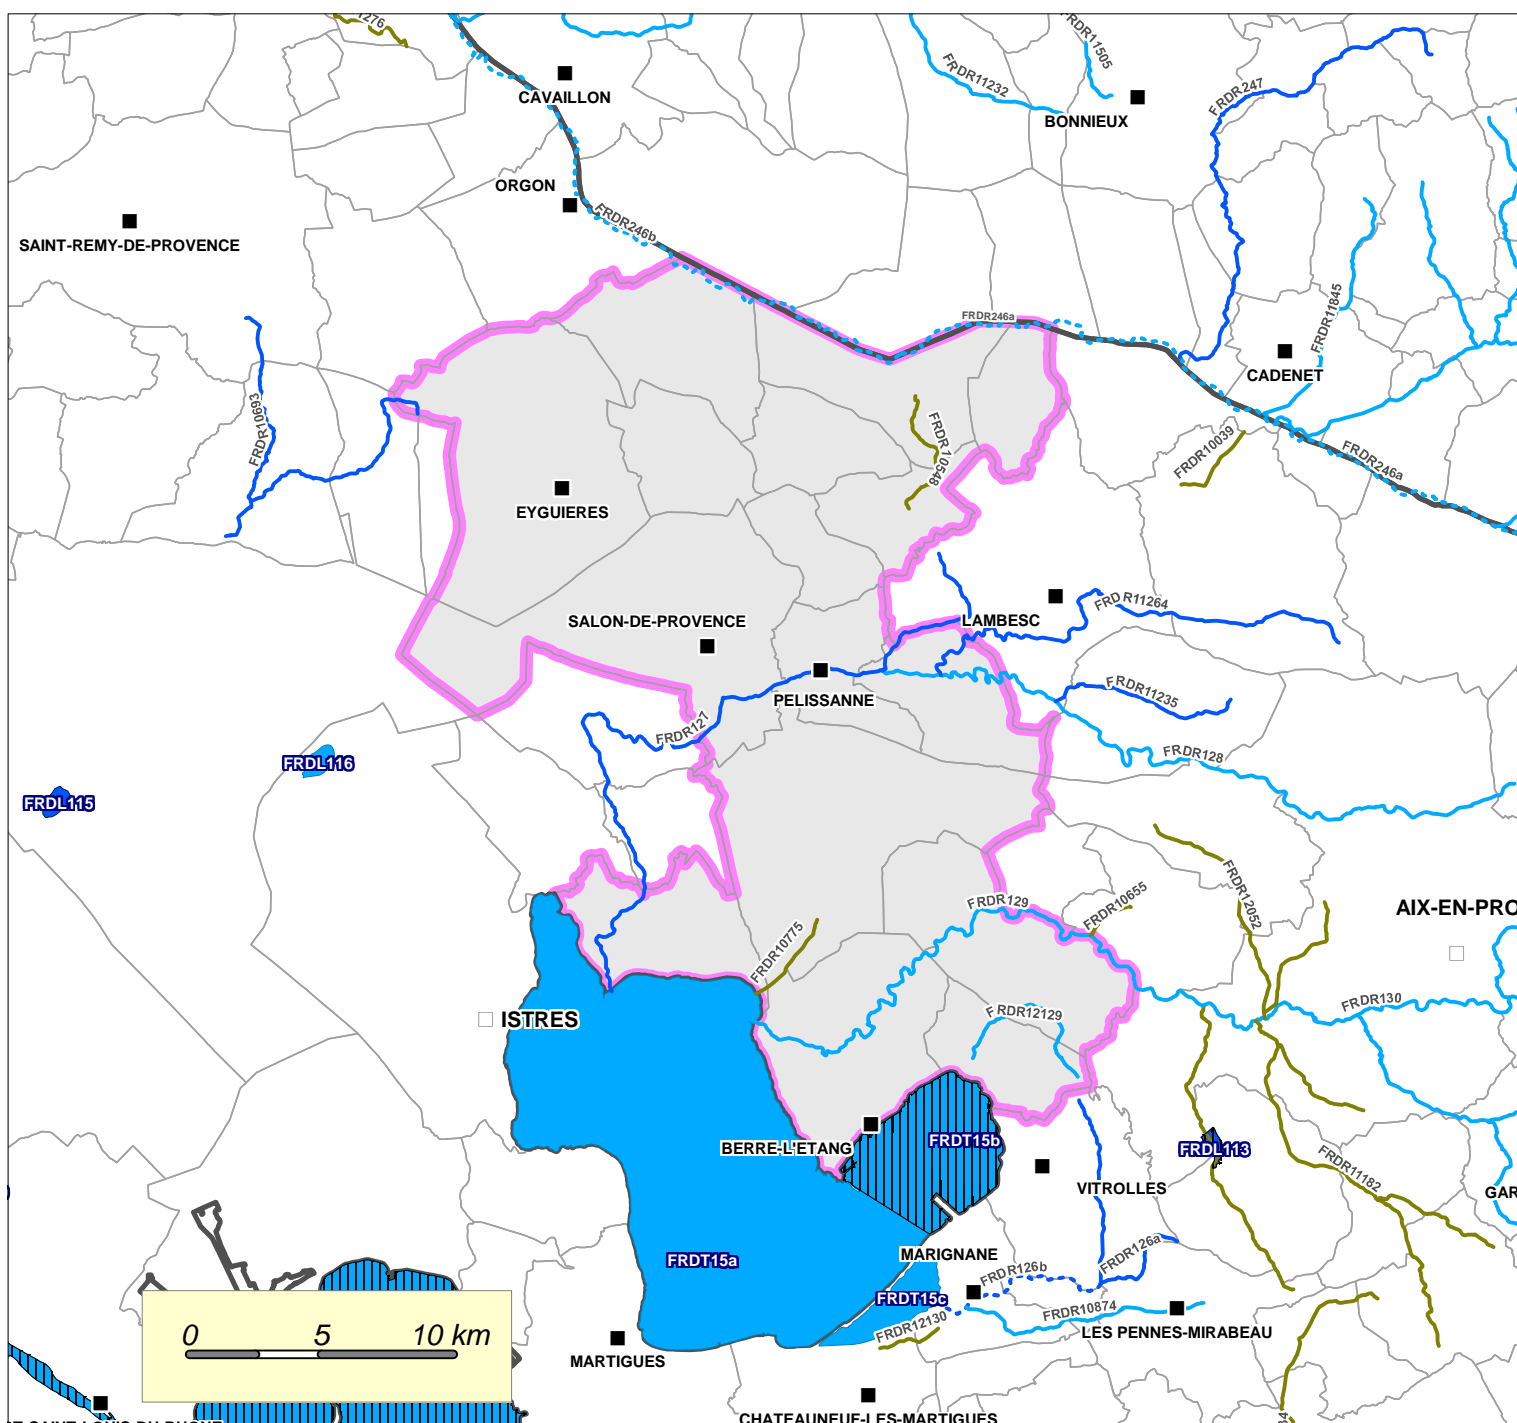 1276
CAVAILLON
FRDR11232
FRDR11505
BONNIEUX
FRDR247
ORGON
FRDR246b
SAINT-REMY-DE-PROVENCE
FRDR246a
FRDR11845
CADENET
FRDR10693
FRDR10548
FRDR10039
FRDR246a
EYGUIERES
SALON-DE-PROVENCE
LAMBESC
FRDR11264
PELISSANNE
FRDR11235
FRDR121
FRDR128
FRDL116
FRDL115
FRDR12052
FRDR10655
FRDR129
AIX-EN-PRO
FRDR10775
ISTRES
FRDR12129
FRDR130
BERRE-L'ETANG
FRDT15b
FRDL113
VITROLLES
FRDR11182
GAR
MARIGNANE
FRDT15a
FRDR126a
FRDR126b
FRDT15c
FRDR10874
FRDR12130
LES PENNES-MIRABEAU
0 5 10 km
MARTIGUES
CHATEAUNEUF-LES-MARTIGUES